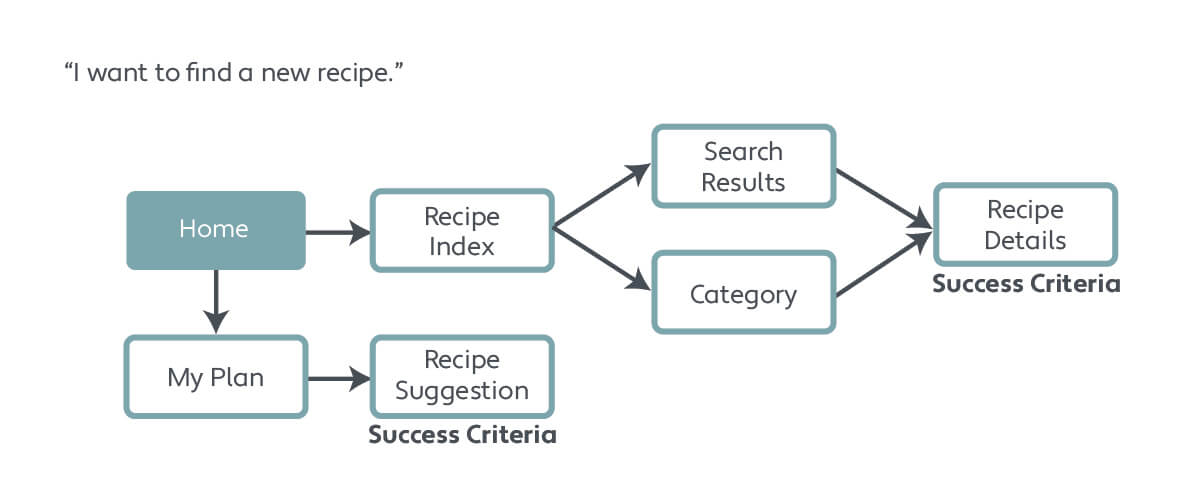 “I want to find a new recipe.”
Home
Recipe
Index
Search
Results
Category
Recipe
Details
Success Criteria
My Plan
Recipe
Suggestion
Success Criteria